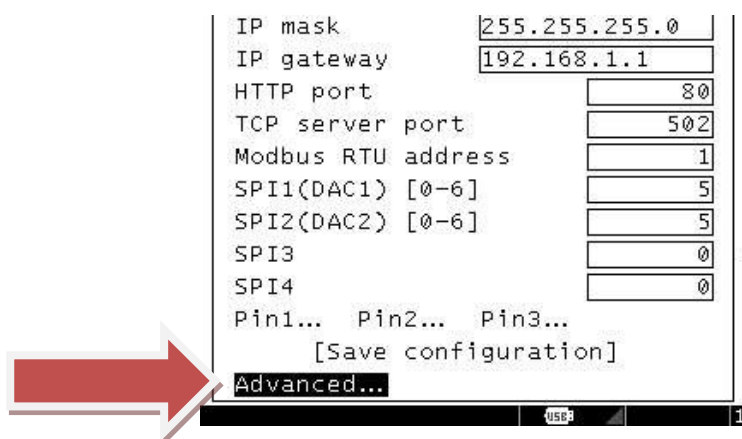 IP mask 255.255.255.0
IP gateway 192.168.1.1
HTTP port 80
TCP server port 502
Modbus RTU address 1
SPI1(DAC1) [0-6] 5
SPI2(DAC2) [0-6] 5
SPI3 0
SPI4 0
Pin1... Pin2... Pin3...
[Save configuration]
Advanced...
USB 1